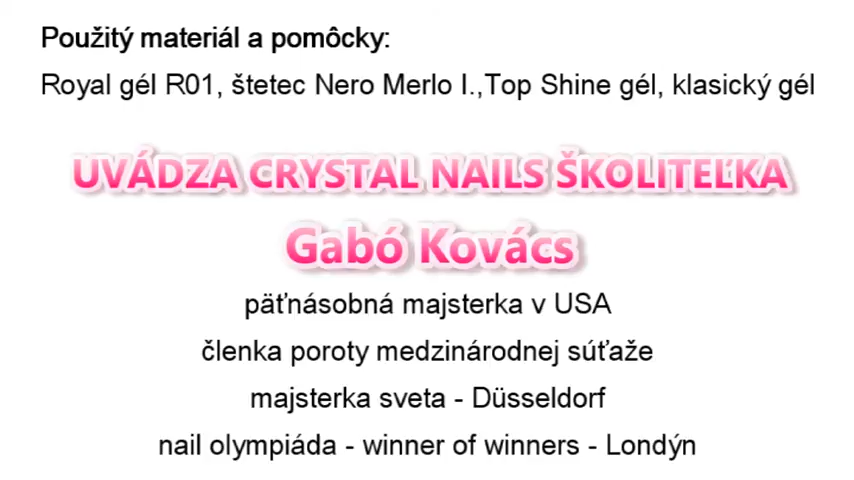 Použitý materiál a pomôcky:
Royal gél R01, štetec Nero Merlo I.,Top Shine gél, klasický gél
UVÁDZA CRYSTAL NAILS ŠKOLITEĽKA
Gabó Kovács
päťnásobná majsterka v USA
členka poroty medzinárodnej súťaže
majsterka sveta - Düsseldorf
nail olympiáda - winner of winners - Londýn